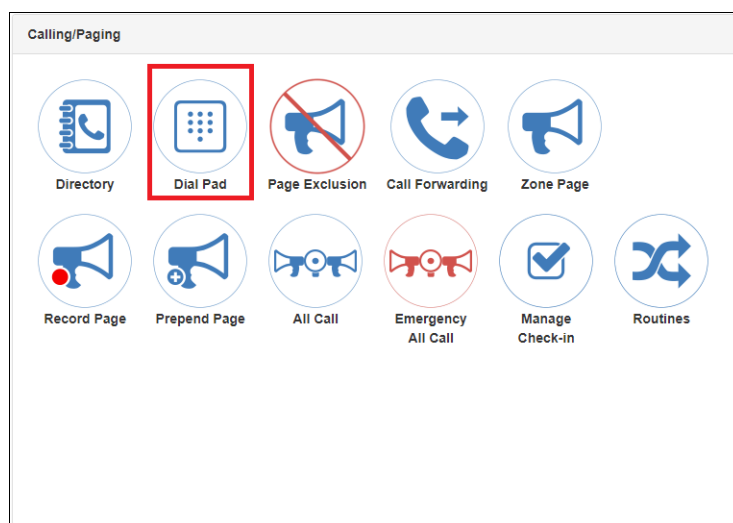 Calling/Paging
Directory
Dial Pad
Page Exclusion
Call Forwarding
Zone Page
Record Page
Prepend Page
All Call
Emergency
All Call
Manage
Check-in
Routines